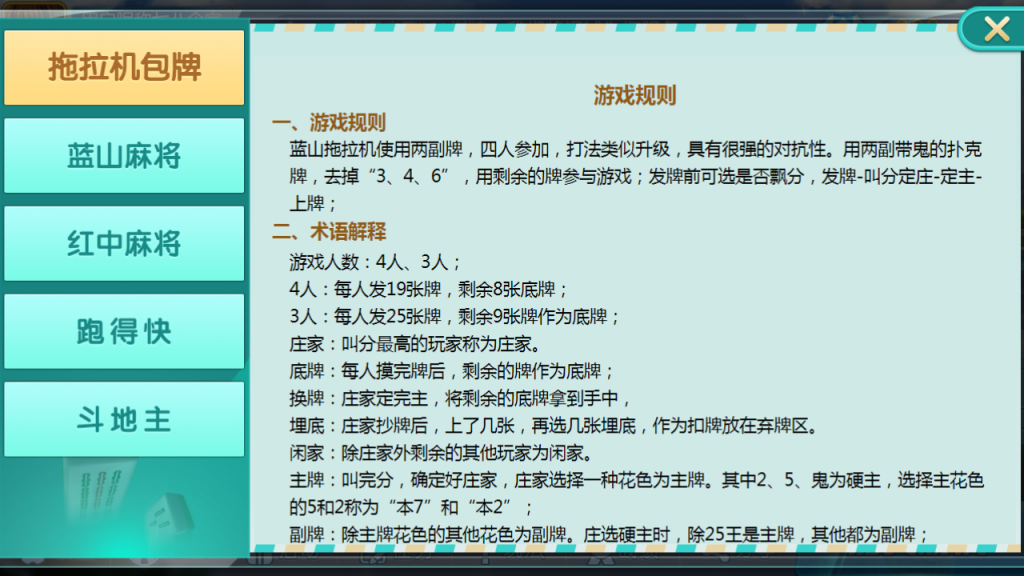 拖拉机包牌
蓝山麻将
红中麻将
跑得快
斗地主
游戏规则
一、游戏规则
蓝山拖拉机使用两副牌，四人参加，打法类似升级，具有很强的对抗性。用两副带鬼的扑克
牌，去掉“3、4、6”，用剩余的牌参与游戏；发牌前可选是否飘分，发牌-叫分定庄-定主-
上牌；
二、术语解释
游戏人数：4人、3人；
4人：每人发19张牌，剩余8张底牌；
3人：每人发25张牌，剩余9张牌作为底牌；
庄家：叫分最高的玩家称为庄家。
底牌：每人摸完牌后，剩余的牌作为底牌；
换牌：庄家定完主，将剩余的底牌拿到手中，
埋底：庄家抄牌后，上了几张，再选几张埋底，作为扣牌放在弃牌区。
闲家：除庄家外剩余的其他玩家为闲家。
主牌：叫完分，确定好庄家，庄家选择一种花色为主牌。其中2、5、鬼为硬主，选择主花色
的5和2称为“本7”和“本2”；
副牌：除主牌花色的其他花色为副牌。庄选硬主时，除25王是主牌，其他都为副牌；